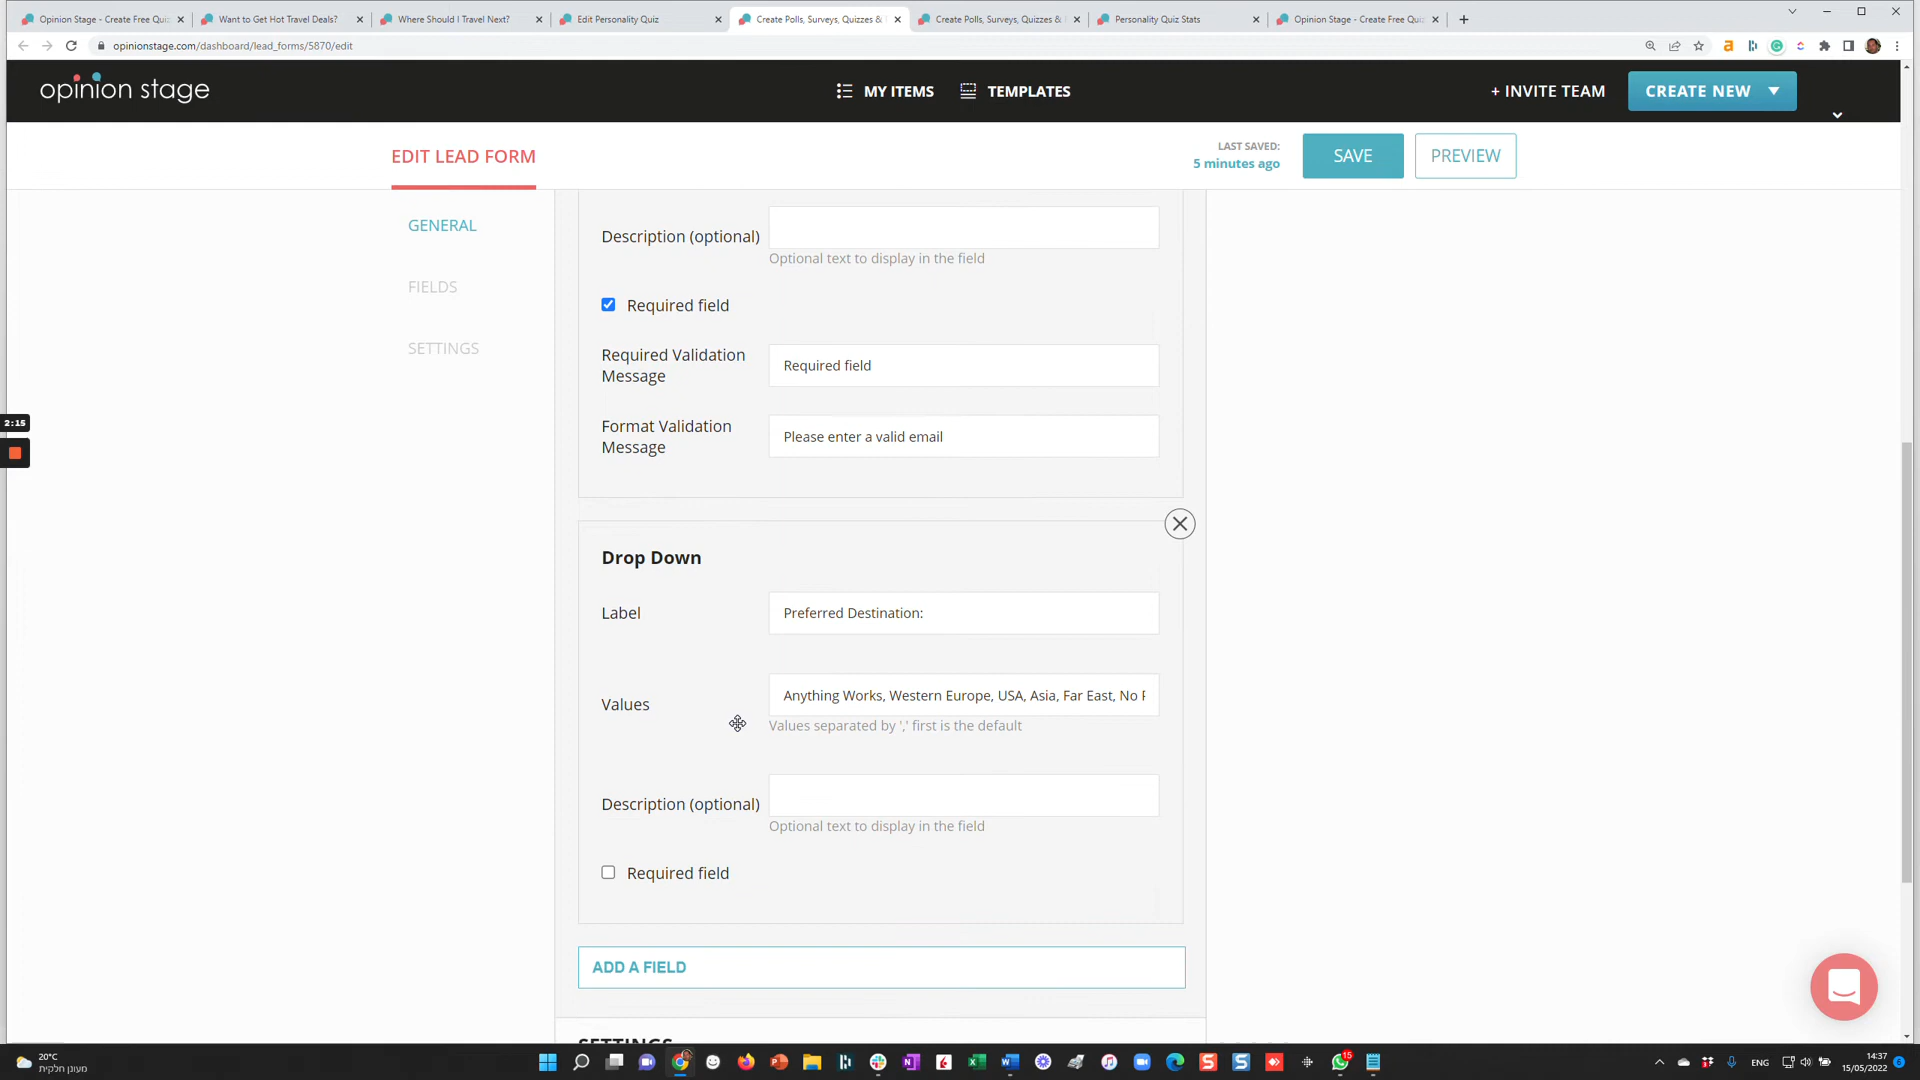 Opinion Stage - Create Free Quiz
Want to Get Hot Travel Deals?
Where Should I Travel Next?
Edit Personality Quiz
Create Polls, Surveys, Quizzes &
Create Polls, Surveys, Quizzes &
Personality Quiz Stats
Opinion Stage - Create Free Quiz
opinionstage.com/dashboard/lead_forms/5870/edit
opinion stage
MY ITEMS
TEMPLATES
+ INVITE TEAM
CREATE NEW
EDIT LEAD FORM
LAST SAVED:
5 minutes ago
SAVE
PREVIEW
GENERAL
FIELDS
SETTINGS
Description (optional)
Optional text to display in the field
Required field
Required Validation
Message
Required field
Format Validation
Message
Please enter a valid email
2:15
Drop Down
Label
Preferred Destination:
Values
Anything Works, Western Europe, USA, Asia, Far East, No
Values separated by ',' first is the default
Description (optional)
Optional text to display in the field
Required field
ADD A FIELD
SETTINGS
20°C
מעונן חלקית
15
ENG
14:37
15/05/2022